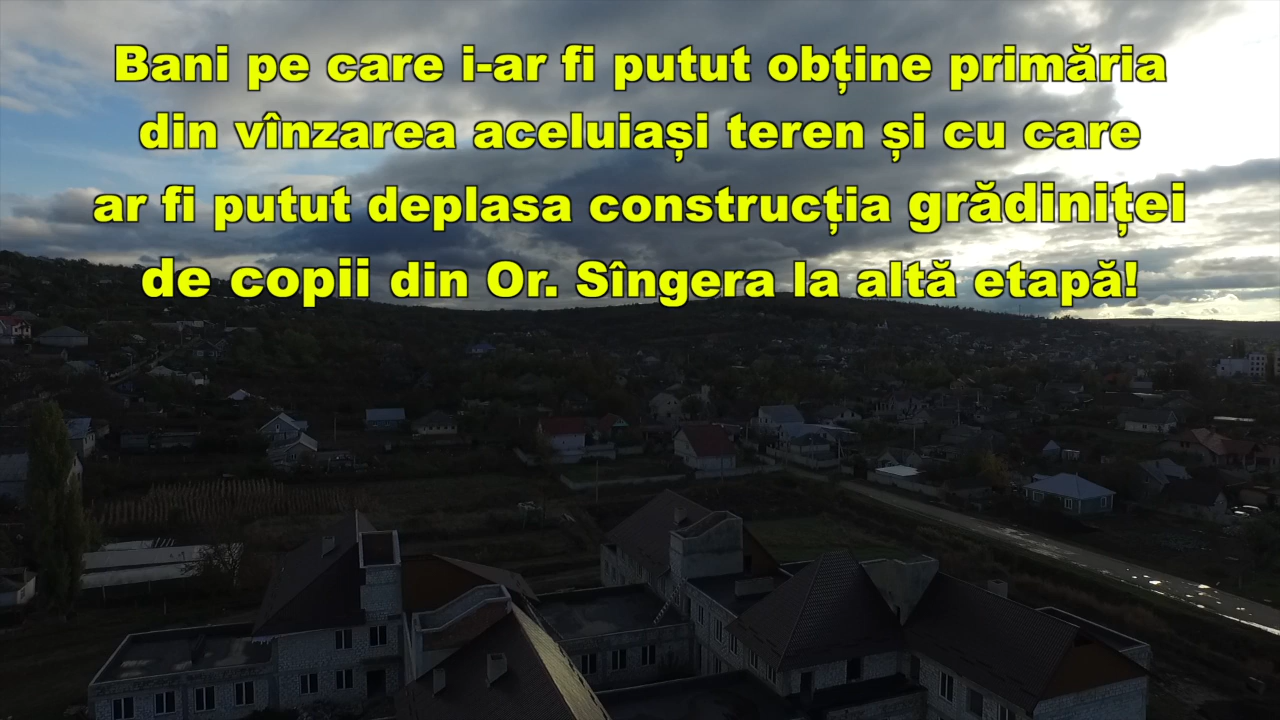 Bani pe care i-ar fi putut obține primăria
din vînzarea aceluiași teren și cu care
ar fi putut deplasa construcția grădiniței
de copii din Or. Sîngera la altă etapă!